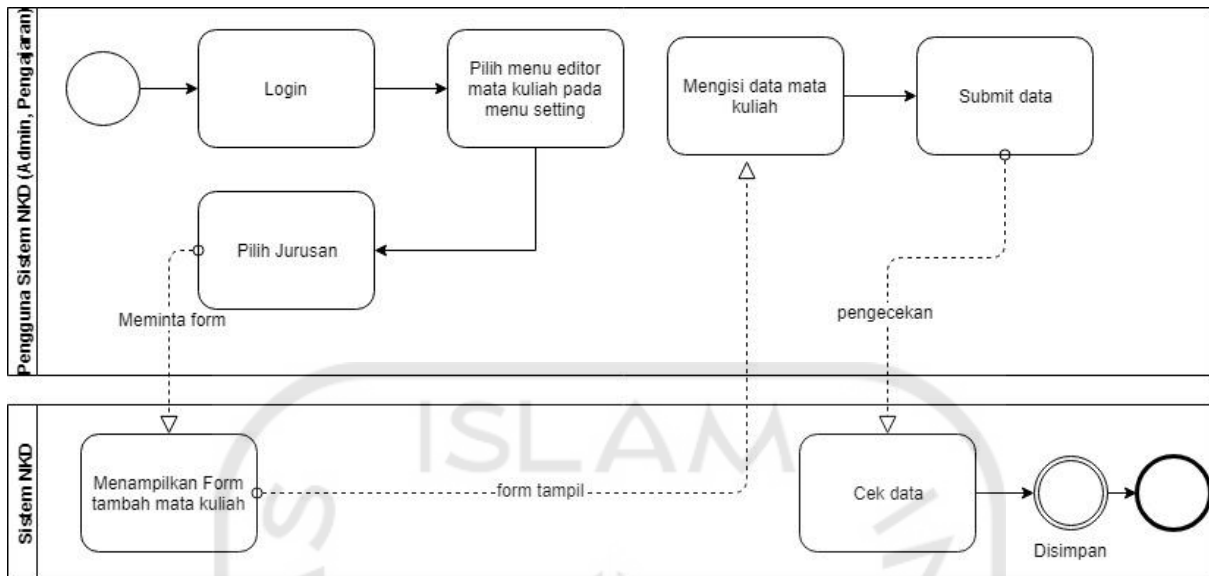 Pengguna Sistem NKD (Admin, Pengajaran)
Login
Pilih menu editor
mata kuliah pada
menu setting
Mengisi data mata
kuliah
Submit data
Pilih Jurusan
Meminta form
pengecekan
Sistem NKD
Menampilkan Form
tambah mata kuliah
form tampil
Cek data
Disimpan
ISLAM